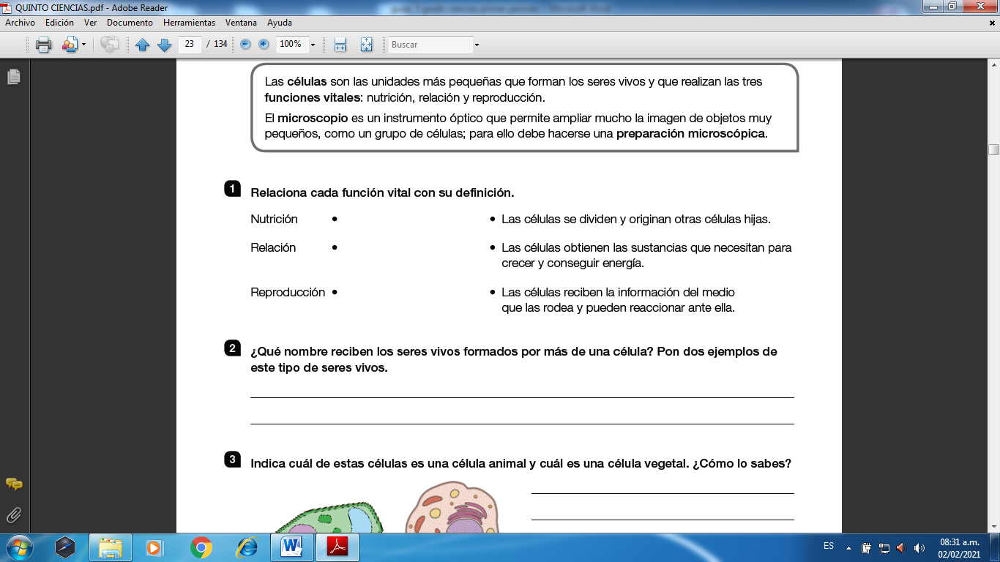 QUINTO CIENCIAS.pdf - Adobe Reader
Archivo Edición Ver Documento Herramientas Ventana Ayuda
23 / 134 100% Buscar
Las células son las unidades más pequeñas que forman los seres vivos y que realizan las tres
funciones vitales: nutrición, relación y reproducción.
El microscopio es un instrumento óptico que permite ampliar mucho la imagen de objetos muy
pequeños, como un grupo de células; para ello debe hacerse una preparación microscópica.
1 Relaciona cada función vital con su definición.
Nutrición • • Las células se dividen y originan otras células hijas.
Relación • • Las células obtienen las sustancias que necesitan para
crecer y conseguir energía.
Reproducción • • Las células reciben la información del medio
que las rodea y pueden reaccionar ante ella.
2 ¿Qué nombre reciben los seres vivos formados por más de una célula? Pon dos ejemplos de
este tipo de seres vivos.
3 Indica cuál de estas células es una célula animal y cuál es una célula vegetal. ¿Cómo lo sabes?
ES 08:31 a.m.
02/02/2021